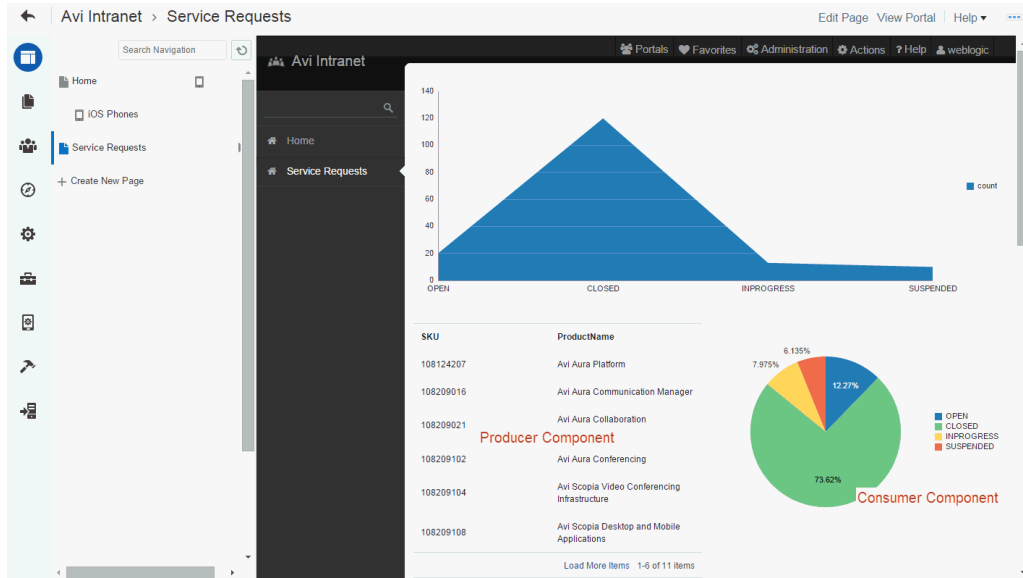 Avi Intranet > Service Requests
Edit Page View Portal Help ▾
Search Navigation
Home
iOS Phones
Service Requests
+ Create New Page
Avi Intranet
Portals Favorites Administration Actions ? Help weblogic
Home
Service Requests
140
120
100
80
60
40
20
0
OPEN CLOSED INPROGRESS SUSPENDED
count
SKU ProductName
108124207 Avi Aura Platform
108209016 Avi Aura Communication Manager
108209021 Avi Aura Collaboration
Producer Component
108209102 Avi Aura Conferencing
108209104 Avi Scopia Video Conferencing
Infrastructure
108209108 Avi Scopia Desktop and Mobile
Applications
Load More Items 1-6 of 11 items
6.135%
7.975%
12.27%
73.62%
OPEN
CLOSED
INPROGRESS
SUSPENDED
Consumer Component